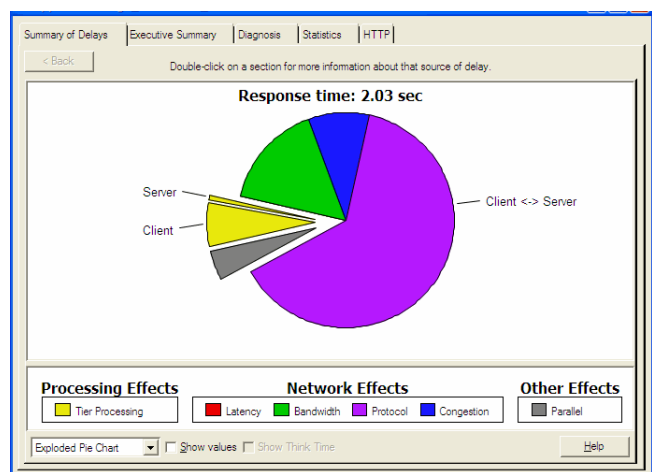 Summary of Delays Executive Summary Diagnosis Statistics HTTP
< Back Double-click on a section for more information about that source of delay.
Response time: 2.03 sec
Server
Client <-> Server
Client
Processing Effects Network Effects Other Effects
Tier Processing Latency Bandwidth Protocol Congestion Parallel
Exploded Pie Chart Show values Show Think Time Help